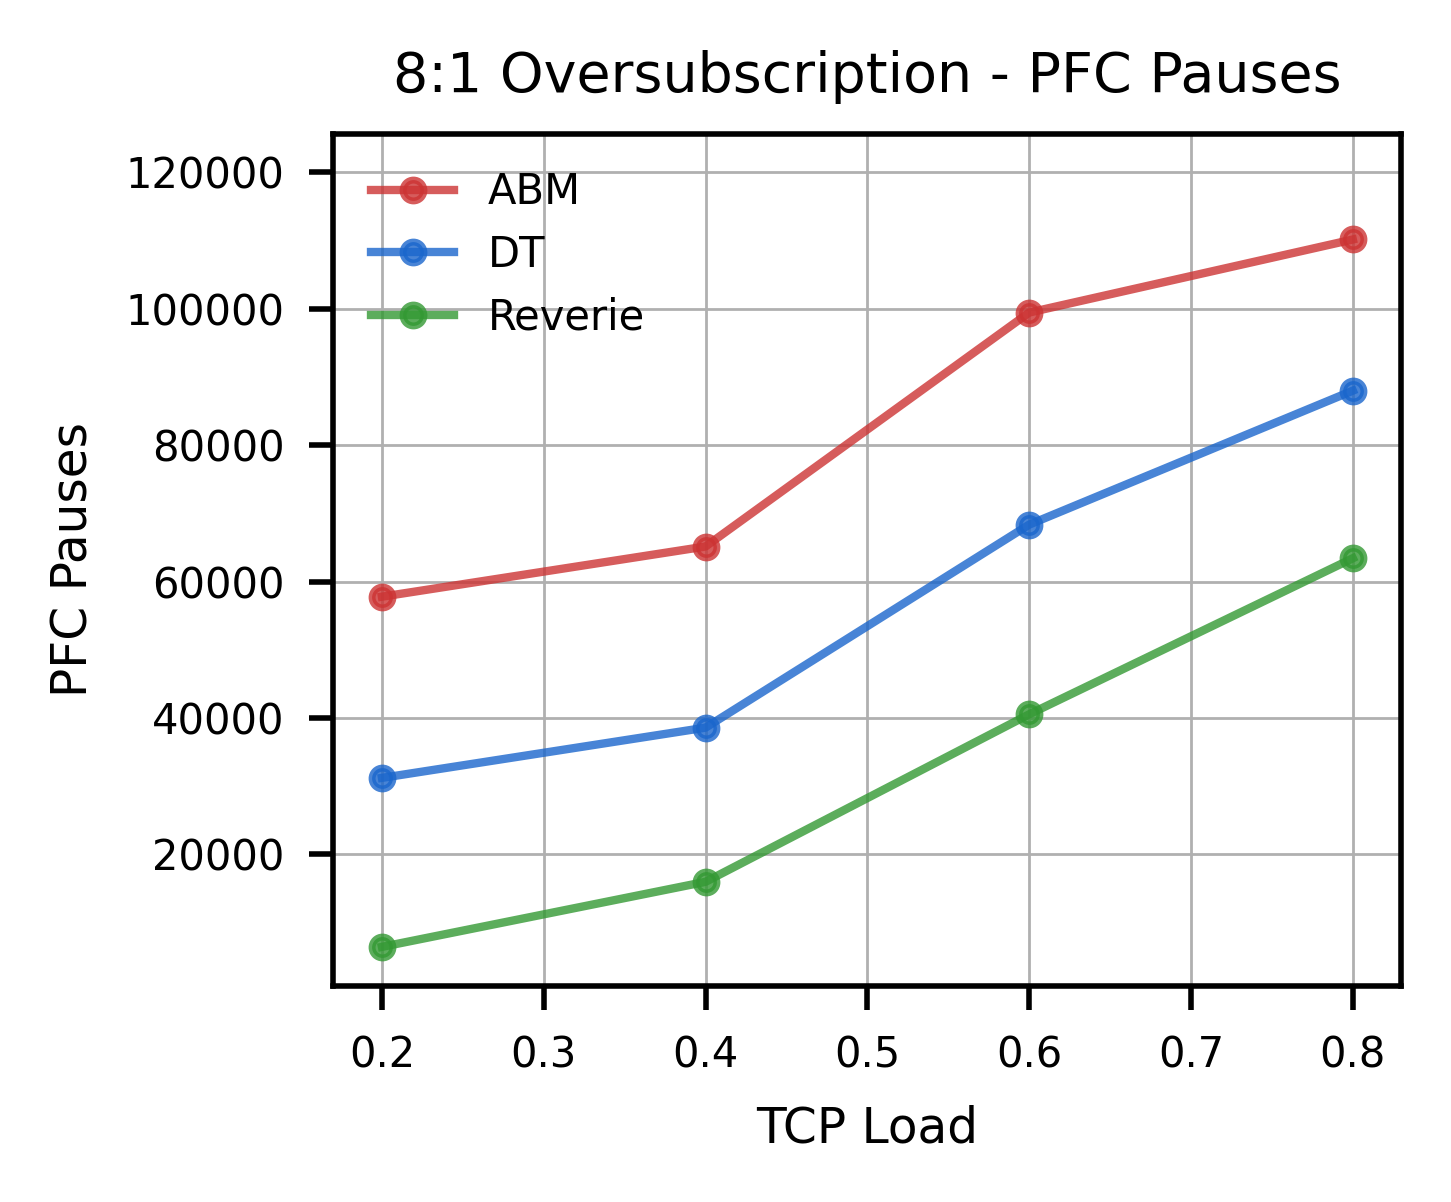 8:1 Oversubscription - PFC Pauses
120000
100000
80000
60000
40000
20000
PFC Pauses
ABM
DT
Reverie
0.2 0.3 0.4 0.5 0.6 0.7 0.8
TCP Load